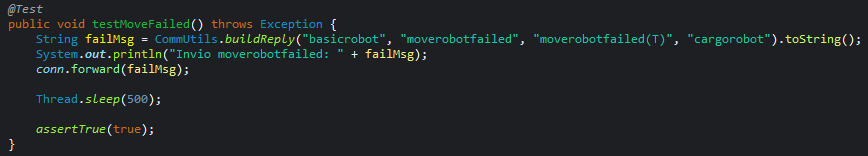 @Test
public void testMoveFailed() throws Exception {
String failMsg = CommUtils.buildReply("basicrobot", "moverobotfailed", "moverobotfailed(T)", "cargorobot").toString();
System.out.println("Invio moverobotfailed: " + failMsg);
conn.forward(failMsg);
Thread.sleep(500);
assertTrue(true);
}